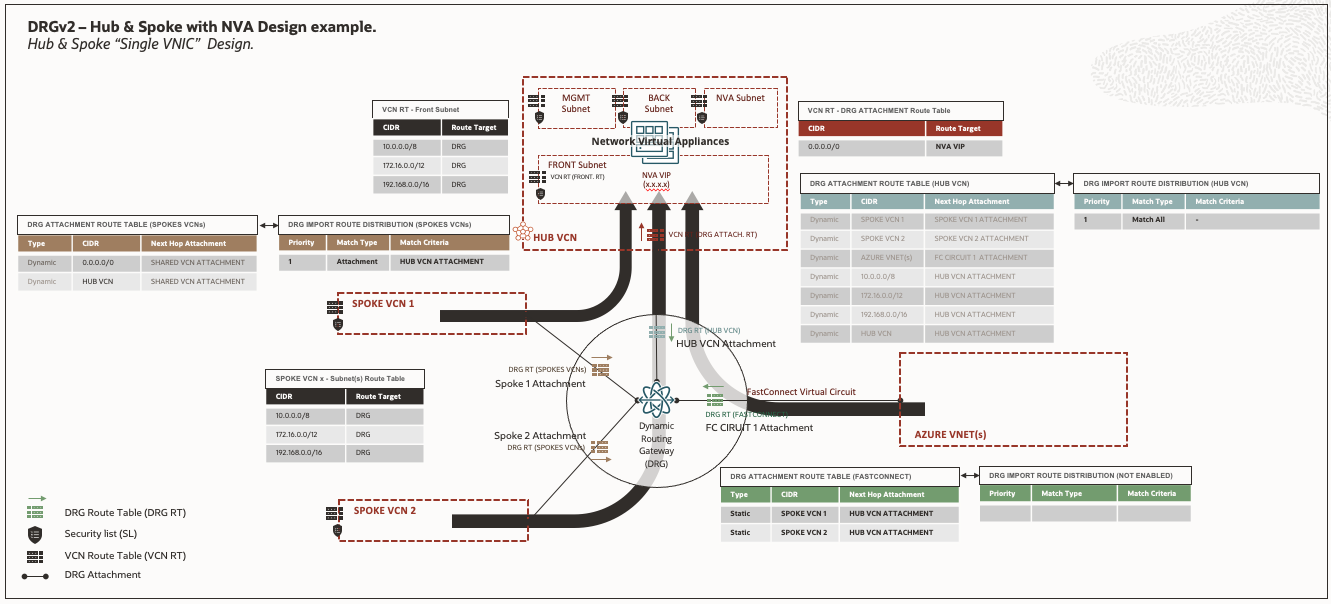 DRGv2 – Hub & Spoke with NVA Design example.
Hub & Spoke “Single VNIC” Design.
VCN RT - Front Subnet
CIDR Route Target
10.0.0.0/8 DRG
172.16.0.0/12 DRG
192.168.0.0/16 DRG
MGMT Subnet
BACK Subnet
NVA Subnet
Network Virtual Appliances
FRONT Subnet
VCN RT (FRONT. RT)
NVA VIP
(x.x.x.x)
HUB VCN
VCN RT (DRG ATTACH. RT)
VCN RT - DRG ATTACHMENT Route Table
CIDR Route Target
0.0.0.0/0 NVA VIP
DRG ATTACHMENT ROUTE TABLE (HUB VCN)
Type CIDR Next Hop Attachment
Dynamic SPOKE VCN 1 SPOKE VCN 1 ATTACHMENT
Dynamic SPOKE VCN 2 SPOKE VCN 2 ATTACHMENT
Dynamic AZURE VNET(s) FC CIRCUIT 1 ATTACHMENT
Dynamic 10.0.0.0/8 HUB VCN ATTACHMENT
Dynamic 172.16.0.0/12 HUB VCN ATTACHMENT
Dynamic 192.168.0.0/16 HUB VCN ATTACHMENT
Dynamic HUB VCN HUB VCN ATTACHMENT
DRG IMPORT ROUTE DISTRIBUTION (HUB VCN)
Priority Match Type Match Criteria
1 Match All -
DRG ATTACHMENT ROUTE TABLE (SPOKES VCNs)
Type CIDR Next Hop Attachment
Dynamic 0.0.0.0/0 SHARED VCN ATTACHMENT
Dynamic HUB VCN SHARED VCN ATTACHMENT
DRG IMPORT ROUTE DISTRIBUTION (SPOKES VCNs)
Priority Match Type Match Criteria
1 Attachment HUB VCN ATTACHMENT
SPOKE VCN 1
DRG RT (HUB VCN)
HUB VCN Attachment
DRG RT (SPOKES VCNs)
Spoke 1 Attachment
SPOKE VCN x - Subnet(s) Route Table
CIDR Route Target
10.0.0.0/8 DRG
172.16.0.0/12 DRG
192.168.0.0/16 DRG
FastConnect Virtual Circuit
DRG RT (FASTCONNECT)
FC CIRUIT 1 Attachment
Dynamic
Routing
Gateway
(DRG)
Spoke 2 Attachment
DRG RT (SPOKES VCNs)
AZURE VNET(s)
DRG ATTACHMENT ROUTE TABLE (FASTCONNECT)
Type CIDR Next Hop Attachment
Static SPOKE VCN 1 HUB VCN ATTACHMENT
Static SPOKE VCN 2 HUB VCN ATTACHMENT
DRG IMPORT ROUTE DISTRIBUTION (NOT ENABLED)
Priority Match Type Match Criteria
SPOKE VCN 2
DRG Route Table (DRG RT)
Security list (SL)
VCN Route Table (VCN RT)
DRG Attachment